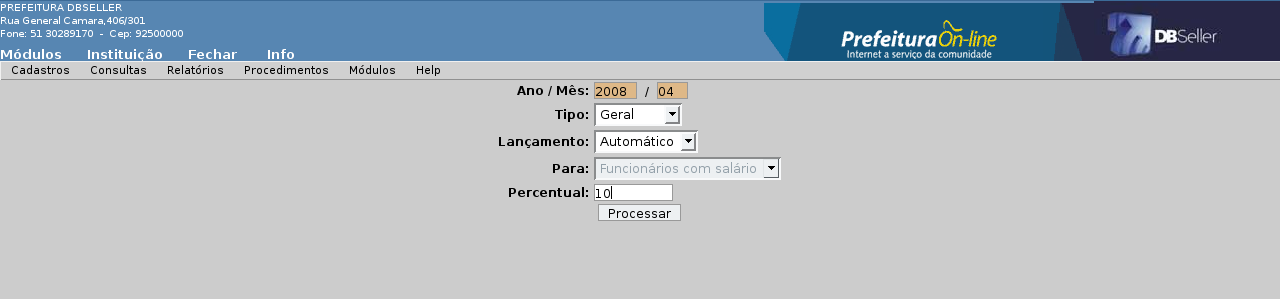 PREFEITURA DBSELLER
Rua General Camara,406/301
Fone: 51 30289170 - Cep: 92500000
Módulos Instituição Fechar Info
Prefeitura On-line
Internet a serviço da comunidade
DBSeller
Cadastros Consultas Relatórios Procedimentos Módulos Help
Ano / Mês: 2008 / 04
Tipo: Geral
Lançamento: Automático
Para: Funcionários com salário
Percentual: 10
Processar